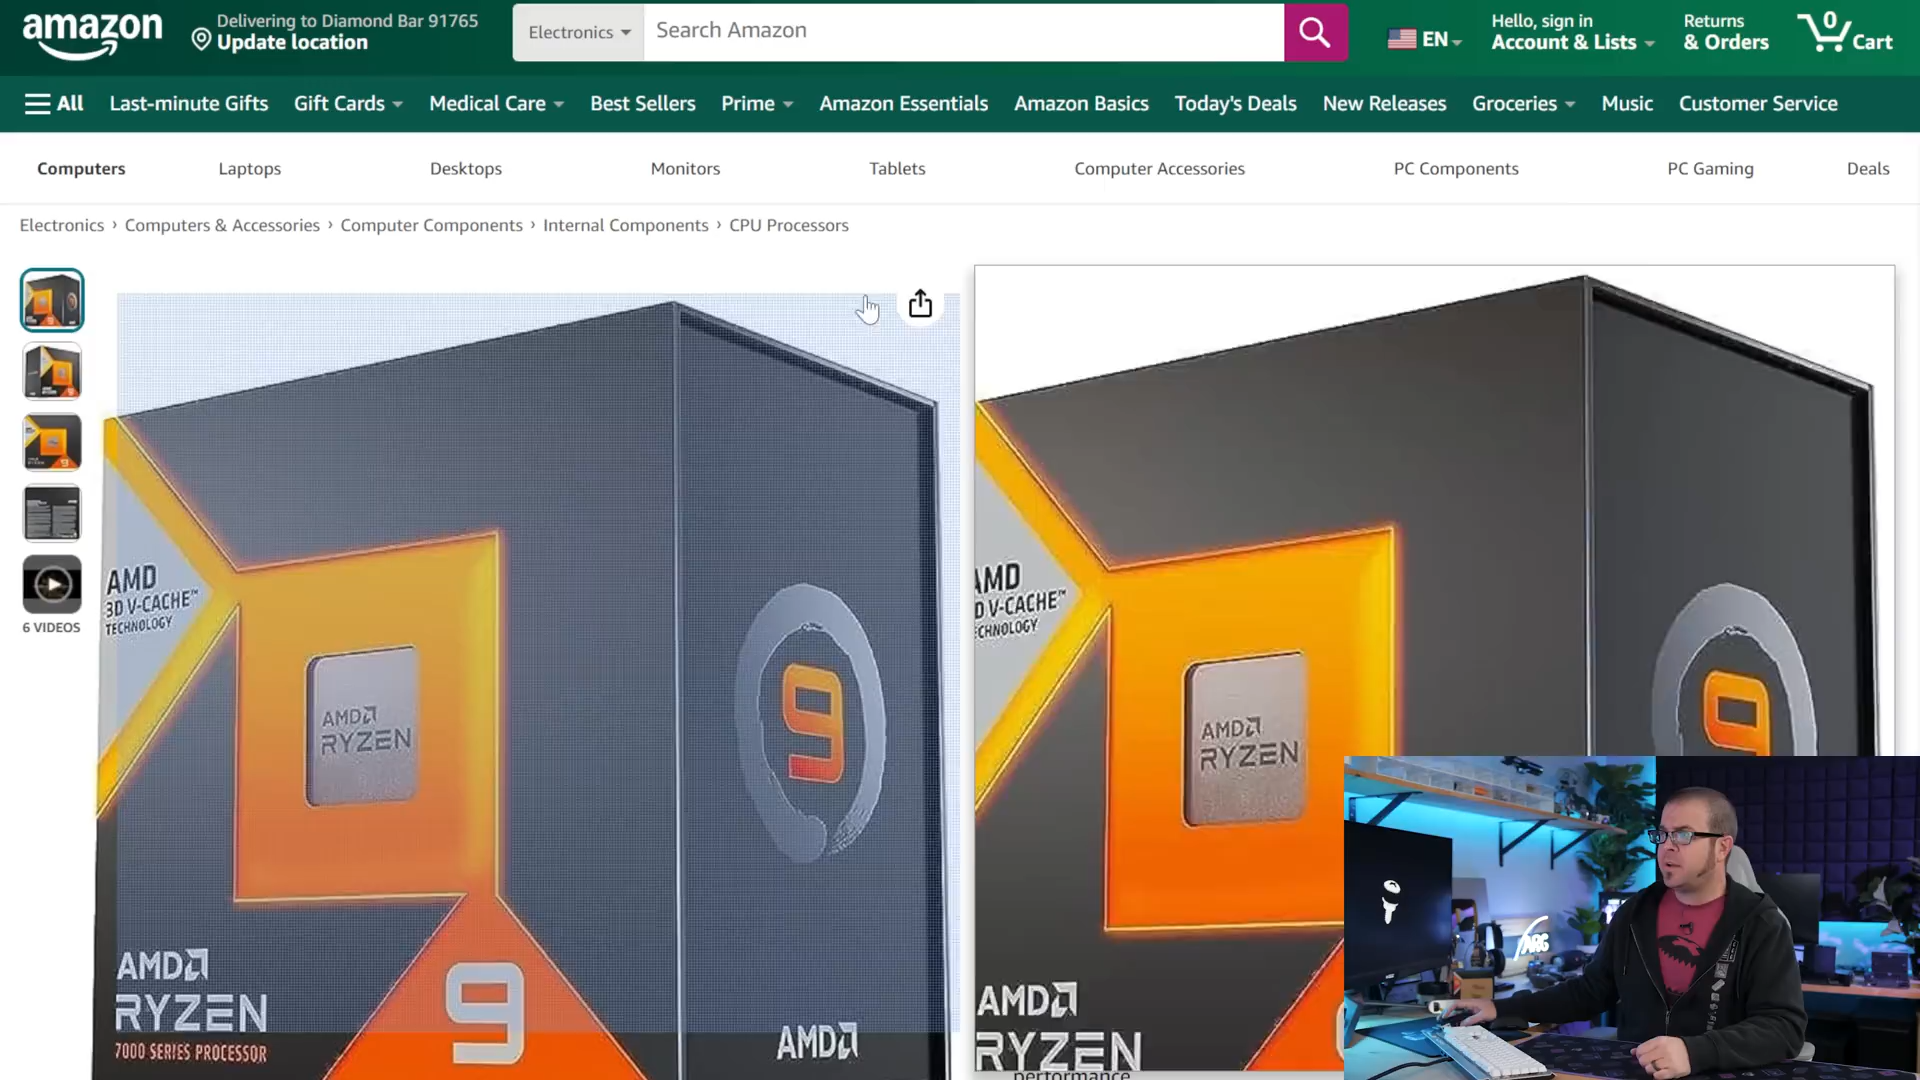 amazon
Delivering to Diamond Bar 91765
Update location
Electronics
Search Amazon
EN
Hello, sign in
Account & Lists
Returns
& Orders
0
Cart
All
Last-minute Gifts
Gift Cards
Medical Care
Best Sellers
Prime
Amazon Essentials
Amazon Basics
Today's Deals
New Releases
Groceries
Music
Customer Service
Computers
Laptops
Desktops
Monitors
Tablets
Computer Accessories
PC Components
PC Gaming
Deals
Electronics › Computers & Accessories › Computer Components › Internal Components › CPU Processors
6 VIDEOS
AMD
3D V-CACHE™
TECHNOLOGY
AMD
RYZEN
9
AMD
RYZEN
7000 SERIES PROCESSOR
9
AMD
AMD
D V-CACHE™
ECHNOLOGY
AMD
RYZEN
9
AMD
RYZEN
performance
ARG